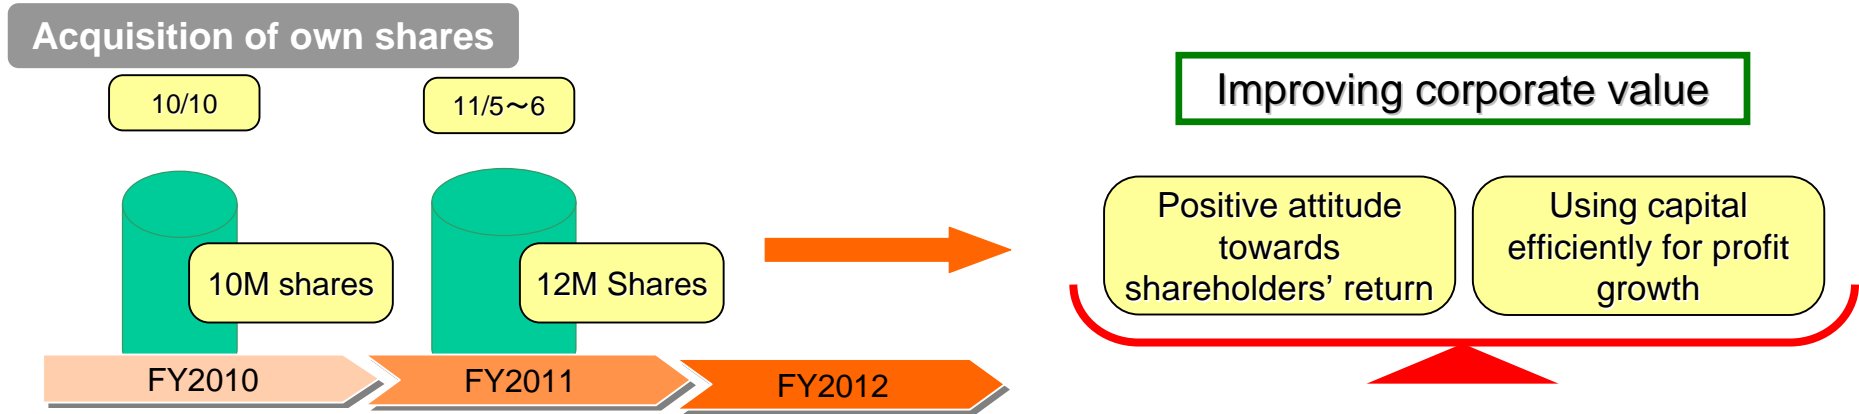 Acquisition of own shares
10/10
11/5〜6
10M shares
12M Shares
FY2010
FY2011
FY2012
Improving corporate value
Positive attitude
towards
shareholders’ return
Using capital
efficiently for profit
growth